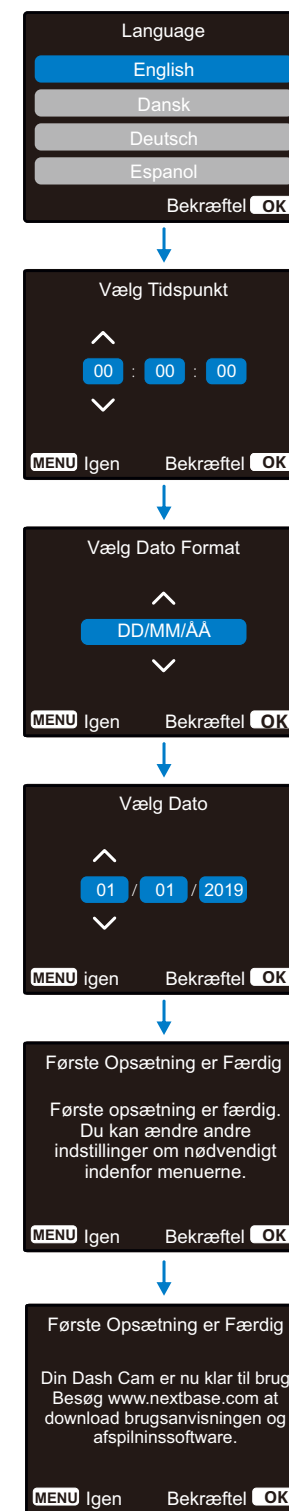 Language
English
Dansk
Deutsch
Espanol
Bekræftel OK
Vælg Tidspunkt
00 : 00 : 00
MENU Igen Bekræftel OK
Vælg Dato Format
DD/MM/ÅÅ
MENU Igen Bekræftel OK
Vælg Dato
01 / 01 / 2019
MENU igen Bekræftel OK
Første Opsætning er Færdig
Første opsætning er færdig.
Du kan ændre andre
indstillinger om nødvendigt
indenfor menuerne.
MENU Igen Bekræftel OK
Første Opsætning er Færdig
Din Dash Cam er nu klar til brug
Besøg www.nextbase.com at
download brugsanvisningen og
afspilninssoftware.
MENU Igen Bekræftel OK